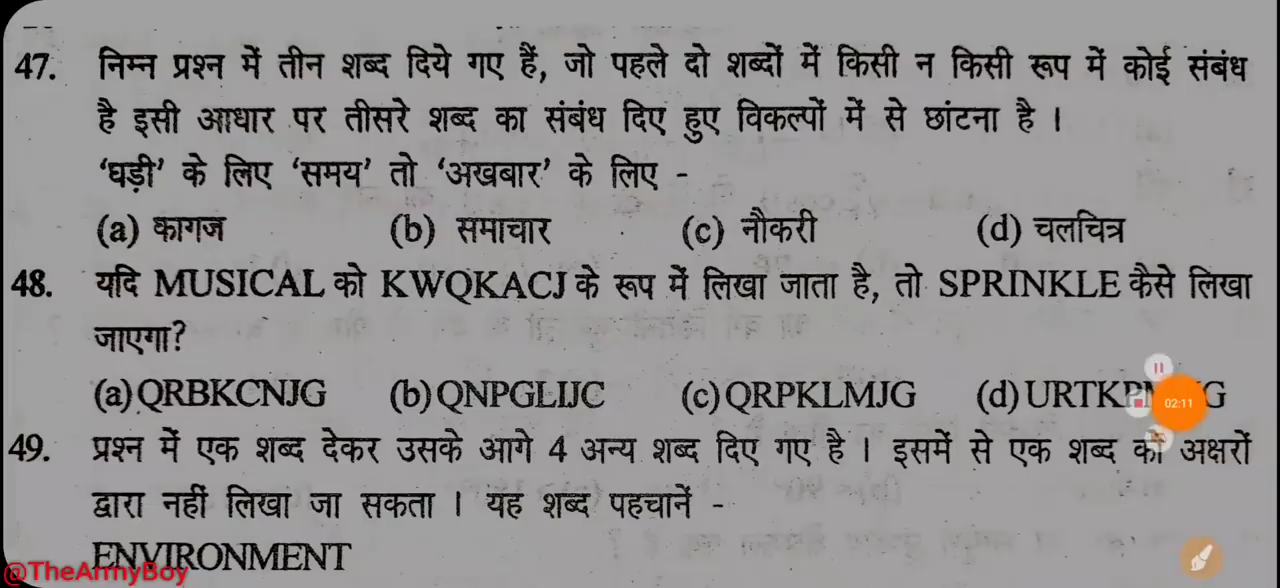 47. निम्न प्रश्न में तीन शब्द दिये गए हैं, जो पहले दो शब्दों में किसी न किसी रूप में कोई संबंध
है इसी आधार पर तीसरे शब्द का संबंध दिए हुए विकल्पों में से छांटना है ।
‘घड़ी’ के लिए ‘समय’ तो ‘अखबार’ के लिए -
(a) कागज (b) समाचार (c) नौकरी (d) चलचित्र
48. यदि MUSICAL को KWQKACJ के रूप में लिखा जाता है, तो SPRINKLE कैसे लिखा
जाएगा?
(a) QRBKCNJG (b) QNPGLIJC (c) QRPKLMJG (d)
02:11
49. प्रश्न में एक शब्द देकर उसके आगे 4 अन्य शब्द दिए गए है । इसमें से एक शब्द को अक्षरों
द्वारा नहीं लिखा जा सकता । यह शब्द पहचानें -
ENVIRONMENT
@TheArmyBoy